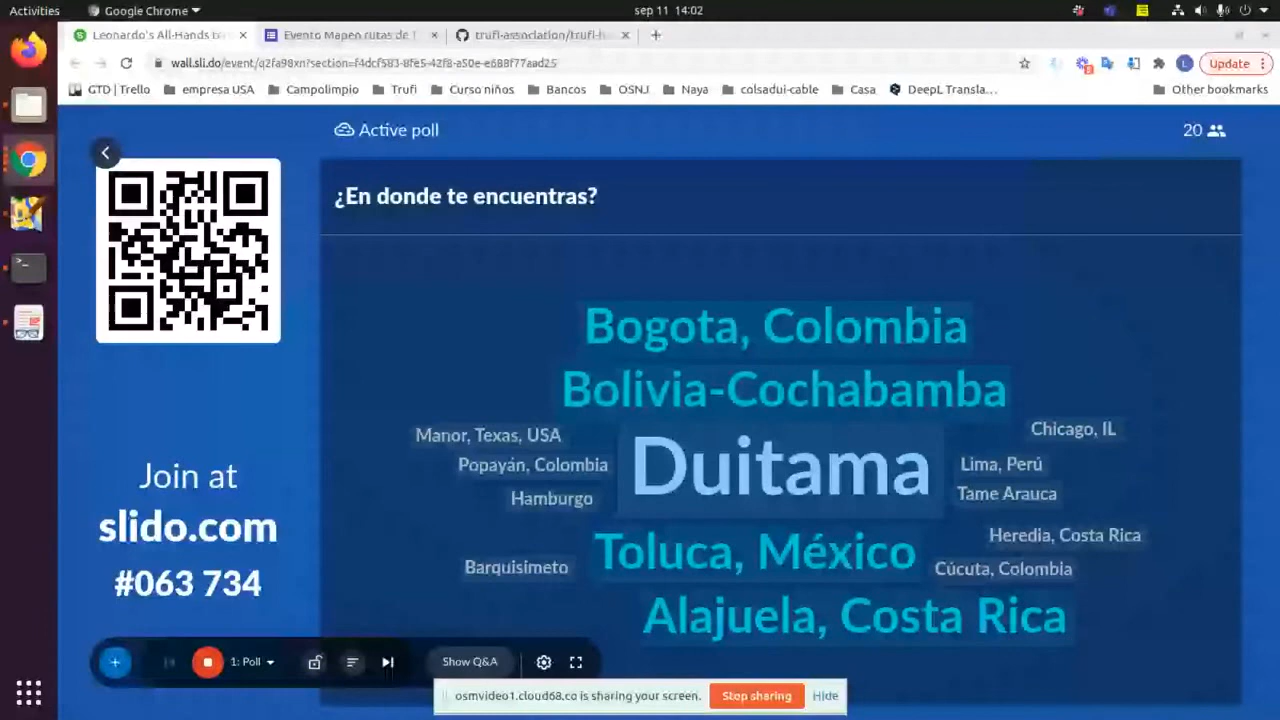 Activities
Google Chrome
sep 11 14:02
Leonardo's All-Hands
Evento Mapeo rutas de
wall.sli.do/event/q2fa98xn?section=f4dcf583-8fe5-42f8-a50e-e688f77aad25
Update
GTD | Trello
empresa USA
Campolimpio
Trufi
Curso niños
Bancos
OSNJ
Naya
colsadui-cable
Casa
DeepL Transla...
Other bookmarks
Active poll
20
¿En donde te encuentras?
Bogota, Colombia
Bolivia-Cochabamba
Manor, Texas, USA
Chicago, IL
Popayán, Colombia
Duitama
Lima, Perú
Hamburgo
Tame Arauca
Heredia, Costa Rica
Toluca, México
Barquisimeto
Cúcuta, Colombia
Alajuela, Costa Rica
Join at
slido.com
#063 734
1: Poll
Show Q&A
osmvideo1.cloud68.co is sharing your screen.
Stop sharing
Hide